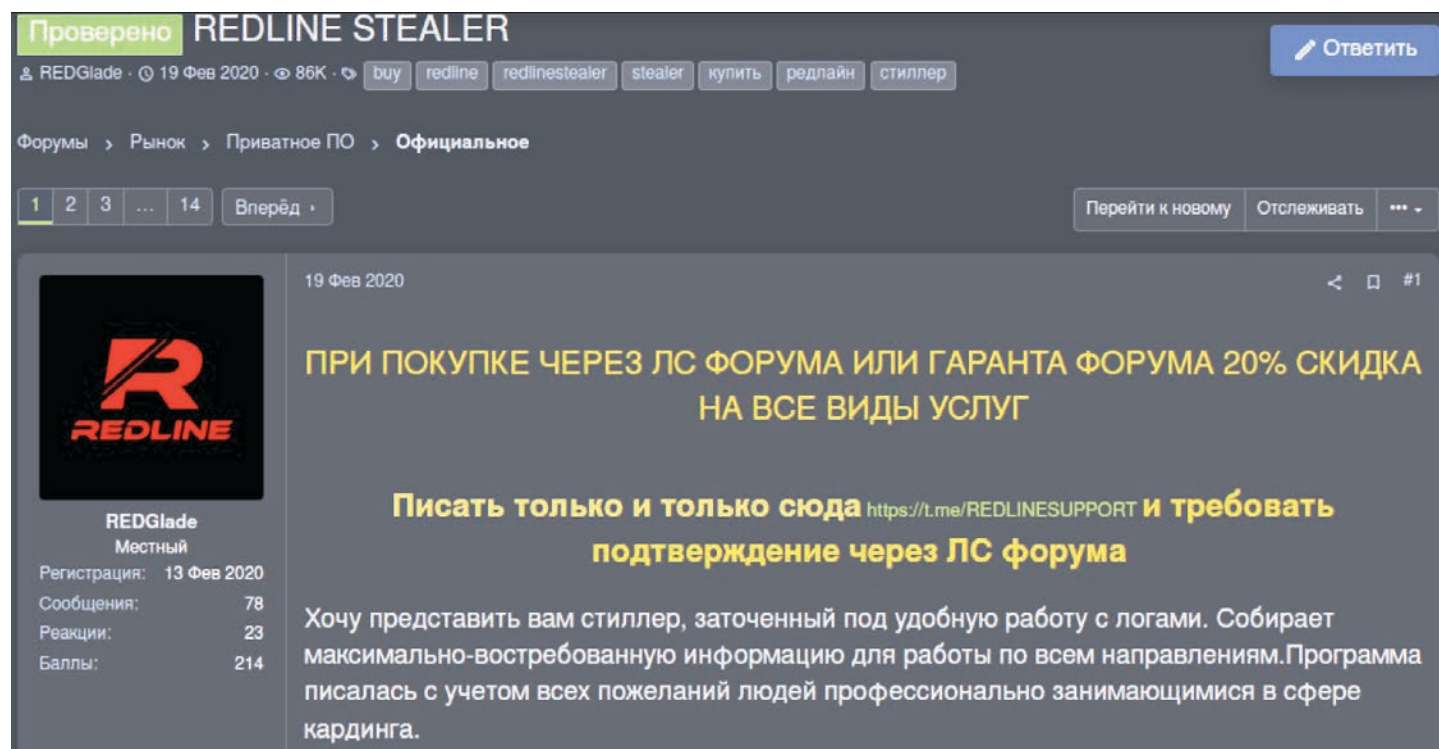 Проверено REDLINE STEALER
Ответить
REDGlade · 19 Фев 2020 · 86K · buy redline redlinestealer stealer купить редлайн стиллер
Форумы > Рынок > Приватное ПО > Официальное
1 2 3 ... 14 Вперёд
Перейти к новому Отслеживать ...
REDLINE
REDGlade
Местный
Регистрация: 13 Фев 2020
Сообщения: 78
Реакции: 23
Баллы: 214
19 Фев 2020 #1
ПРИ ПОКУПКЕ ЧЕРЕЗ ЛС ФОРУМА ИЛИ ГАРАНТА ФОРУМА 20% СКИДКА
НА ВСЕ ВИДЫ УСЛУГ
Писать только и только сюда https://t.me/REDLINESUPPORT и требовать
подтверждение через ЛС форума
Хочу представить вам стиллер, заточенный под удобную работу с логами. Собирает
максимально-востребованную информацию для работы по всем направлениям.Программа
писалась с учетом всех пожеланий людей профессионально занимающимися в сфере
кардинга.